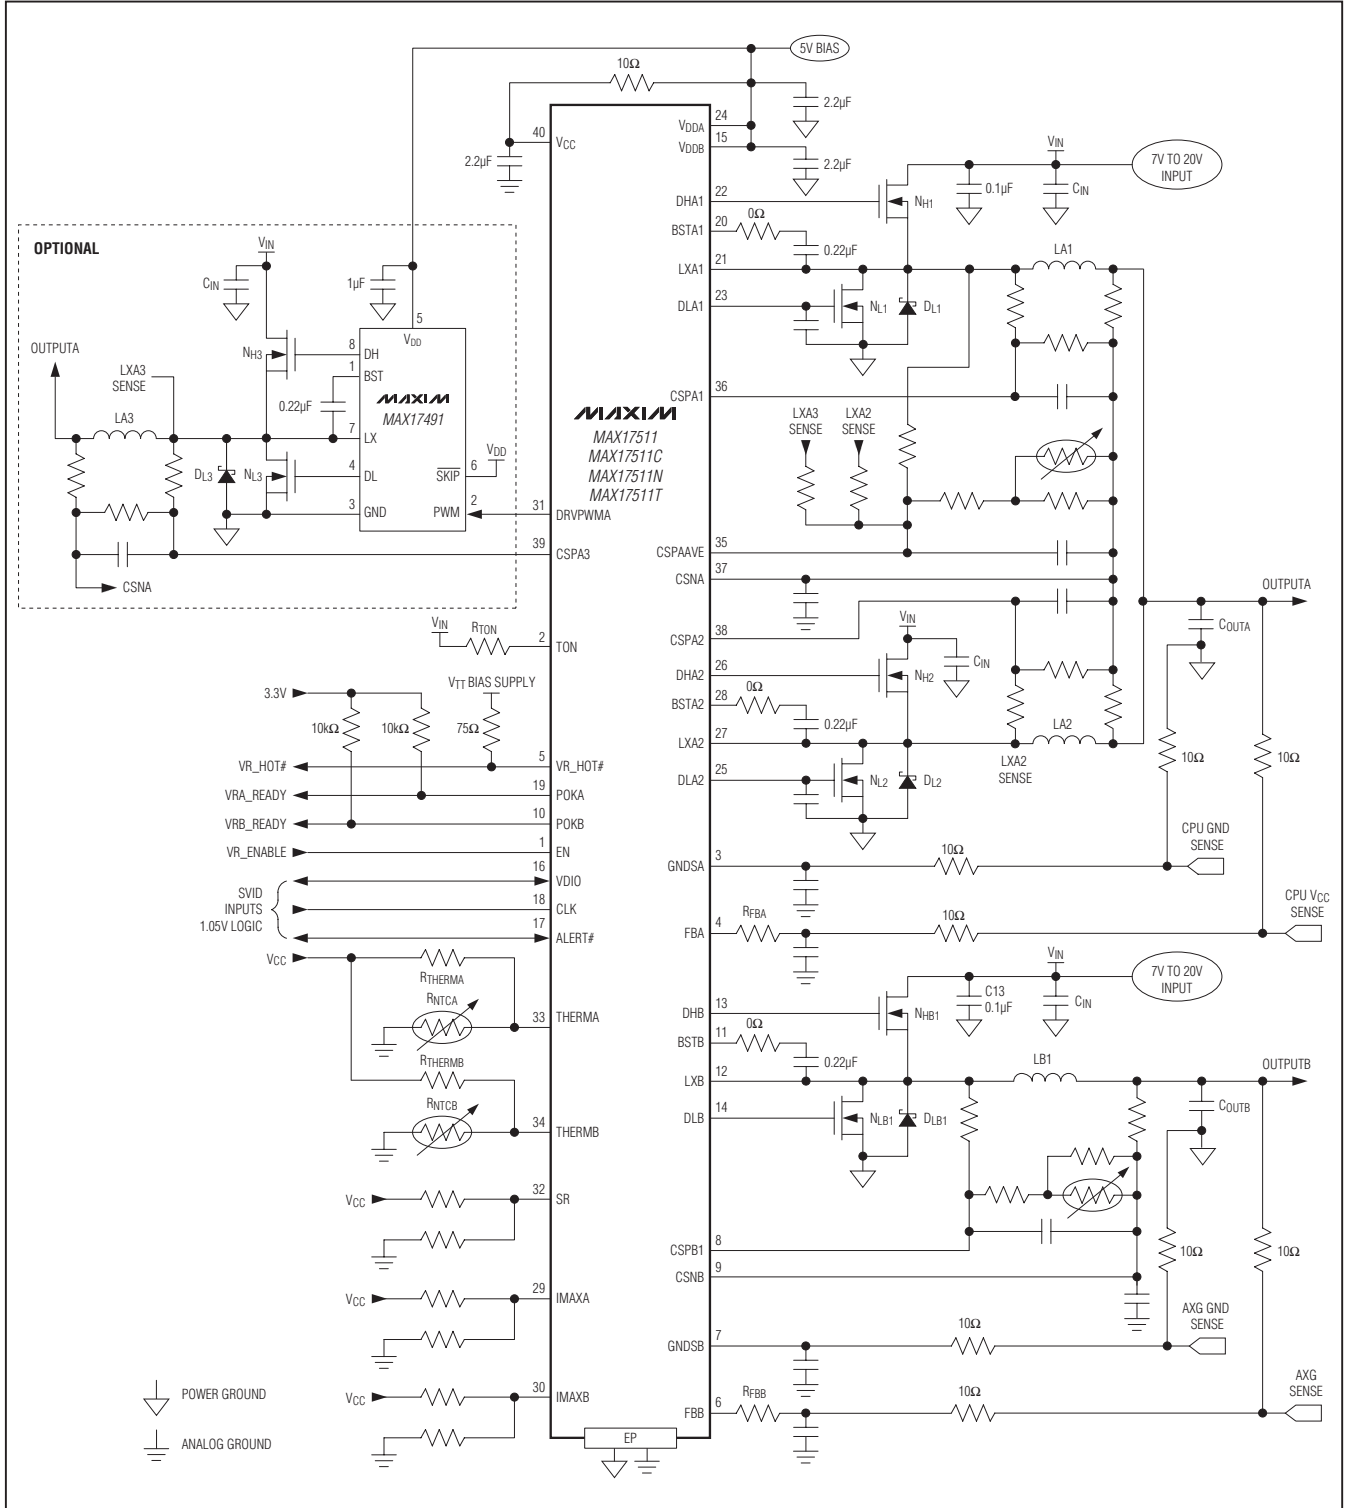 5V BIAS
10Ω
2.2µF
24
VDDA
15
VDDB
40
VCC
2.2µF
2.2µF
VIN
7V TO 20V
INPUT
22
DHA1
NH1
0.1µF
CIN
0Ω
20
BSTA1
0.22µF
OPTIONAL
VIN
CIN
1µF
21
LXA1
LA1
23
DLA1
NL1
DL1
5
VDD
OUTPUTA
NH3
8
DH
1
BST
LXA3
SENSE
0.22µF
MAXIM
MAX17491
LA3
7
LX
DL3
NL3
4
DL
SKIP
6
VDD
3
GND
PWM
2
MAXIM
MAX17511
MAX17511C
MAX17511N
MAX17511T
36
CSPA1
LXA3
SENSE
LXA2
SENSE
31
DRVPWMA
39
CSPA3
CSNA
35
CSPAAVE
37
CSNA
OUTPUTA
COUTA
VIN
RTON
2
TON
VIN
38
CSPA2
CIN
26
DHA2
NH2
0Ω
28
BSTA2
0.22µF
27
LXA2
LA2
LXA2
SENSE
25
DLA2
NL2
DL2
10Ω
10Ω
3.3V
VTT BIAS SUPPLY
10kΩ
10kΩ
75Ω
VR_HOT#
5
VR_HOT#
VRA_READY
19
POKA
VRB_READY
10
POKB
VR_ENABLE
1
EN
16
VDIO
SVID
INPUTS
1.05V LOGIC
18
CLK
17
ALERT#
CPU GND
SENSE
10Ω
3
GNDSA
CPU VCC
SENSE
RFBA
10Ω
4
FBA
VCC
RTHERMA
RNTCA
33
THERMA
RTHERMB
RNTCB
34
THERMB
VIN
7V TO 20V
INPUT
C13
0.1µF
CIN
13
DHB
NHB1
0Ω
11
BSTB
0.22µF
12
LXB
LB1
OUTPUTB
COUTB
14
DLB
NLB1
DLB1
VCC
32
SR
8
CSPB1
9
CSNB
10Ω
10Ω
VCC
29
IMAXA
AXG GND
SENSE
10Ω
7
GNDSB
VCC
30
IMAXB
AXG
SENSE
RFBB
10Ω
6
FBB
EP
POWER GROUND
ANALOG GROUND